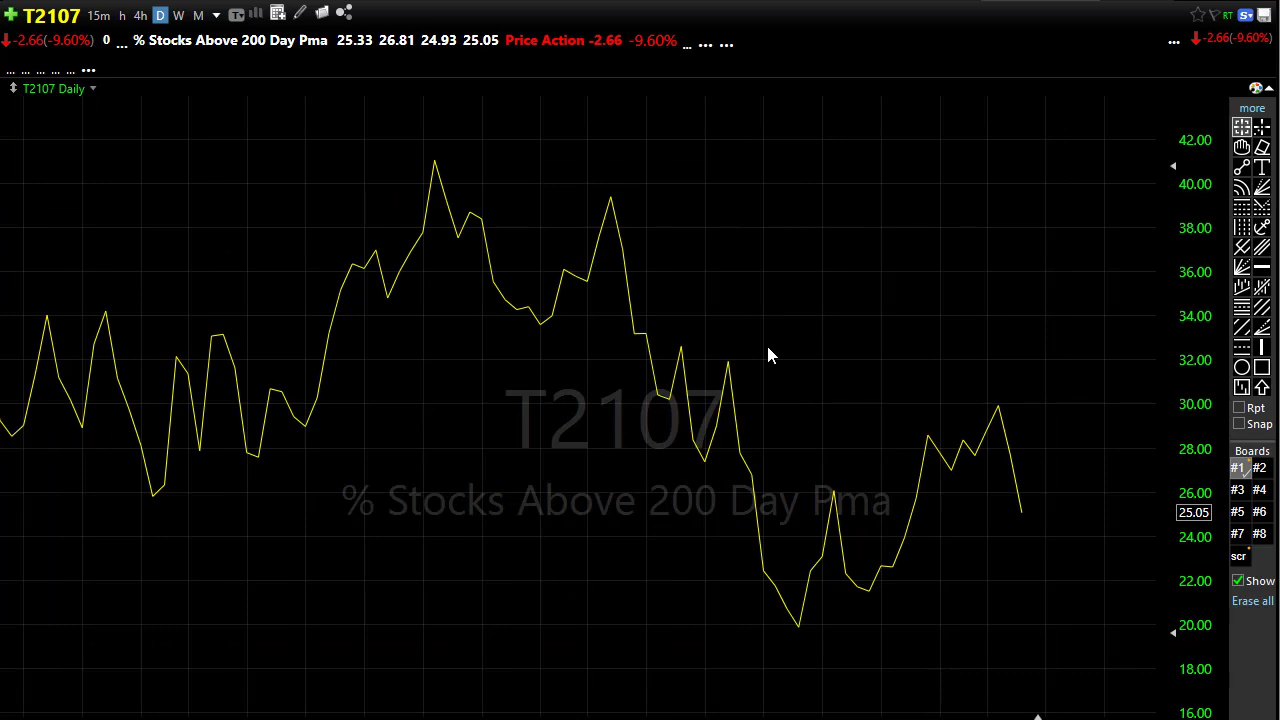 T2107 15m h 4h D W M T RT S
-2.66(-9.60%) 0 ... % Stocks Above 200 Day Pma 25.33 26.81 24.93 25.05 Price Action -2.66 -9.60% ... ... ... ... -2.66(-9.60%)
... ... ... ... ... ...
T2107 Daily
more
42.00
40.00
38.00
36.00
34.00
32.00
30.00
28.00
26.00
25.05
24.00
22.00
20.00
18.00
16.00
T2107
% Stocks Above 200 Day Pma
T
Rpt
Snap
Boards
#1 #2
#3 #4
#5 #6
#7 #8
scr
Show
Erase all